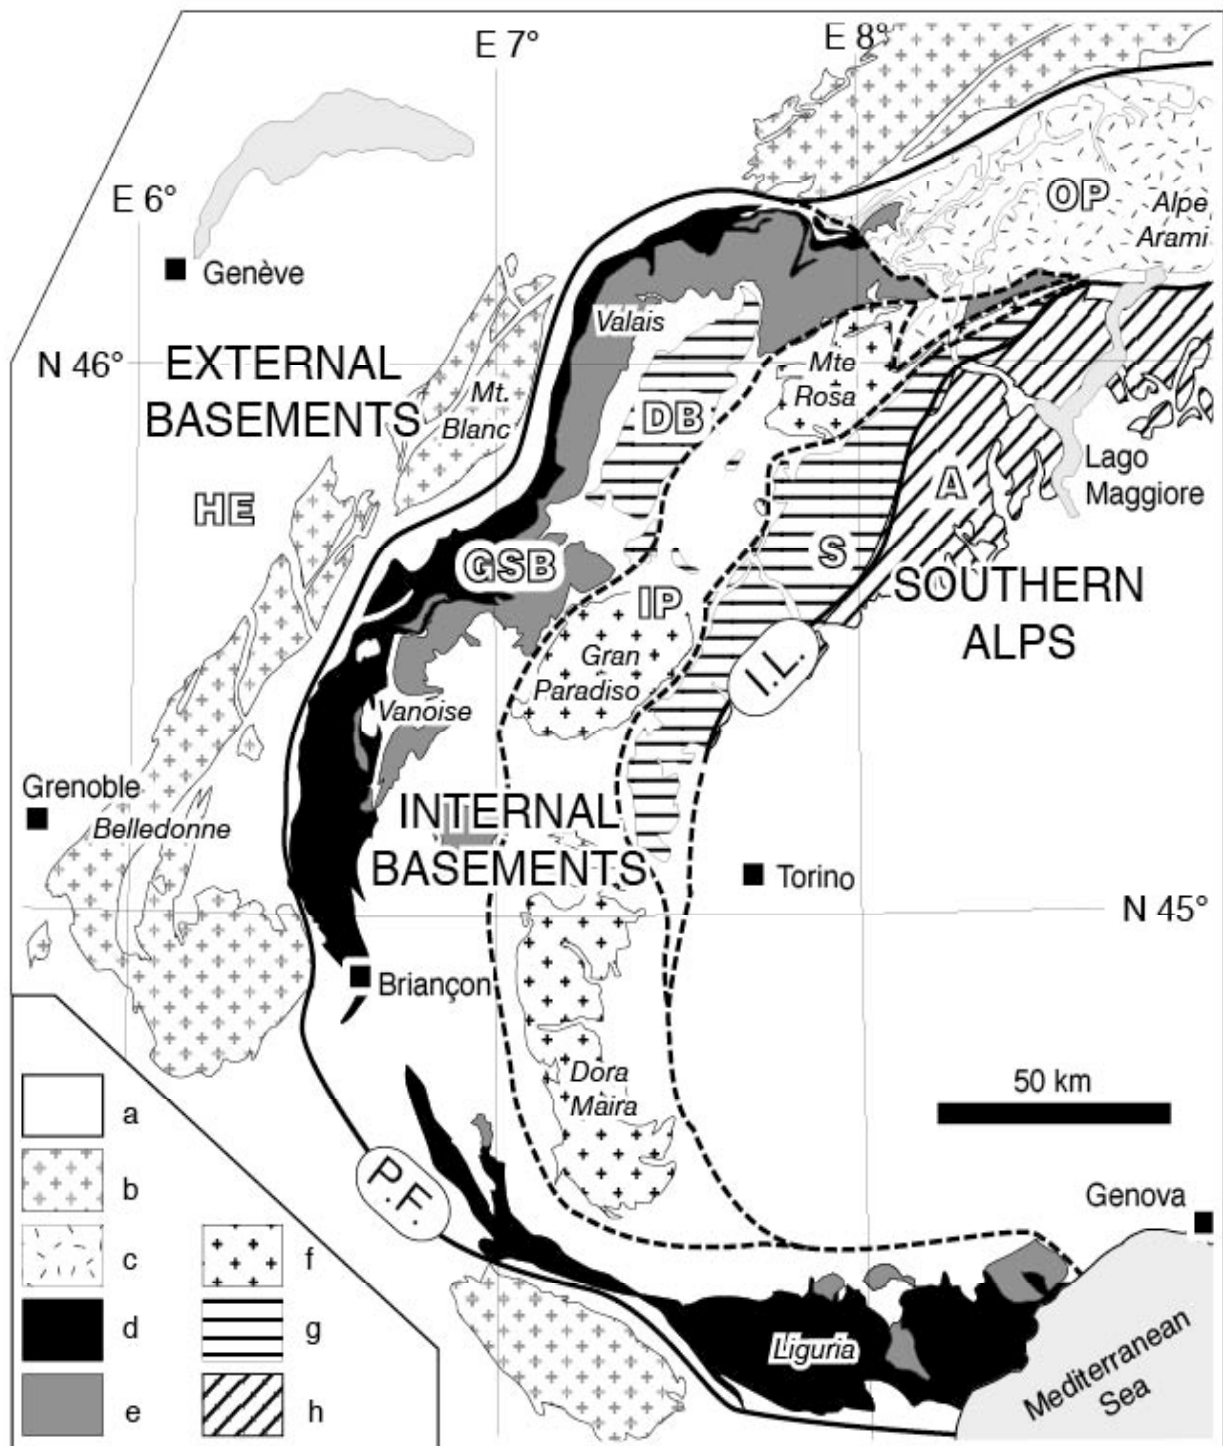 E 7°
E 8°
E 6°
OP
Alpe
Arami
Genève
Valais
N 46°
EXTERNAL
BASEMENTS
Mt.
Blanc
Mte
Rosa
DB
HE
A
Lago
Maggiore
GSB
S
IP
SOUTHERN
ALPS
Gran
Paradiso
I.L.
Vanoise
Grenoble
Belledonne
INTERNAL
BASEMENTS
Torino
N 45°
Briançon
Dora
Maira
50 km
P.F.
Genova
a
b
c
f
d
g
e
h
Liguria
Mediterranean
Sea